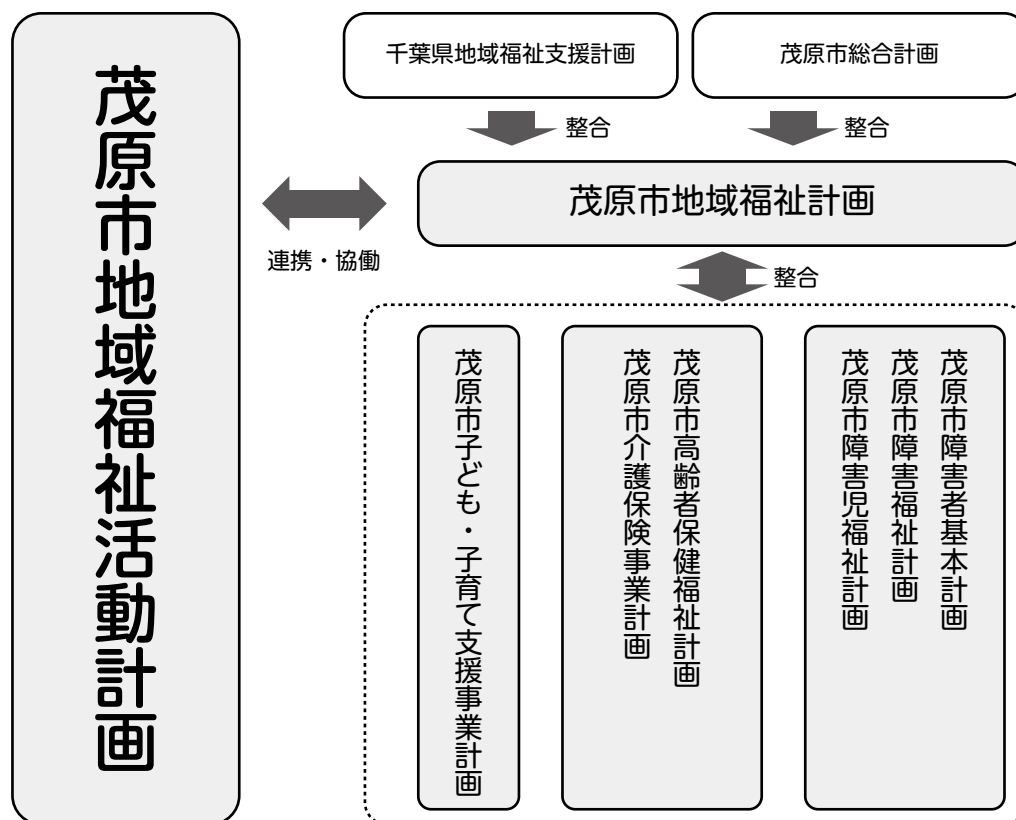 茂原市地域福祉活動計画
千葉県地域福祉支援計画
茂原市総合計画
整合
整合
連携・協働
茂原市地域福祉計画
整合
茂原市障害者基本計画
茂原市障害福祉計画
茂原市障害児福祉計画
茂原市高齢者保健福祉計画
茂原市介護保険事業計画
茂原市子ども・子育て支援事業計画